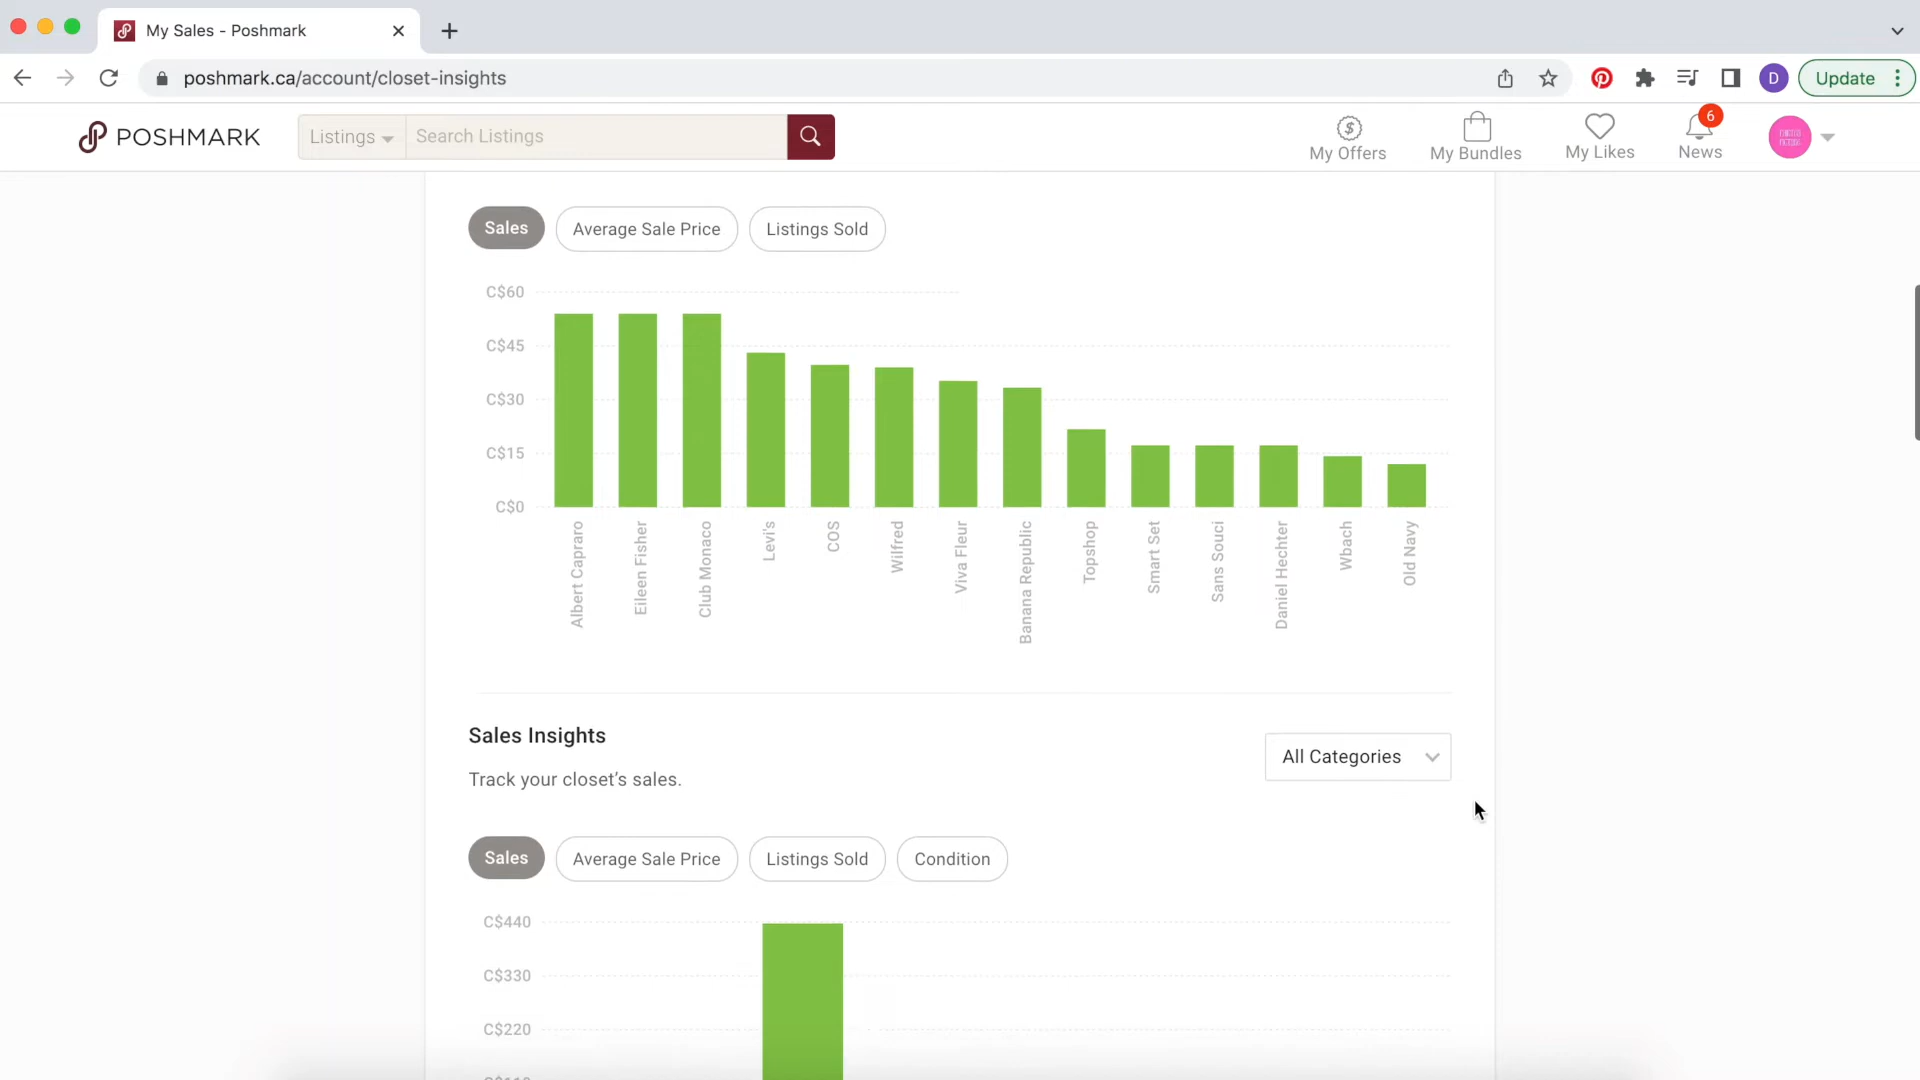 My Sales - Poshmark
poshmark.ca/account/closet-insights
D
Update
POSHMARK
Listings
Search Listings
My Offers
My Bundles
My Likes
6
News
Sales
Average Sale Price
Listings Sold
C$60
C$45
C$30
C$15
C$0
Albert Capraro
Eileen Fisher
Club Monaco
Levi's
COS
Wilfred
Viva Fleur
Banana Republic
Topshop
Smart Set
Sans Souci
Daniel Hechter
Wbach
Old Navy
Sales Insights
All Categories
Track your closet's sales.
Sales
Average Sale Price
Listings Sold
Condition
C$440
C$330
C$220